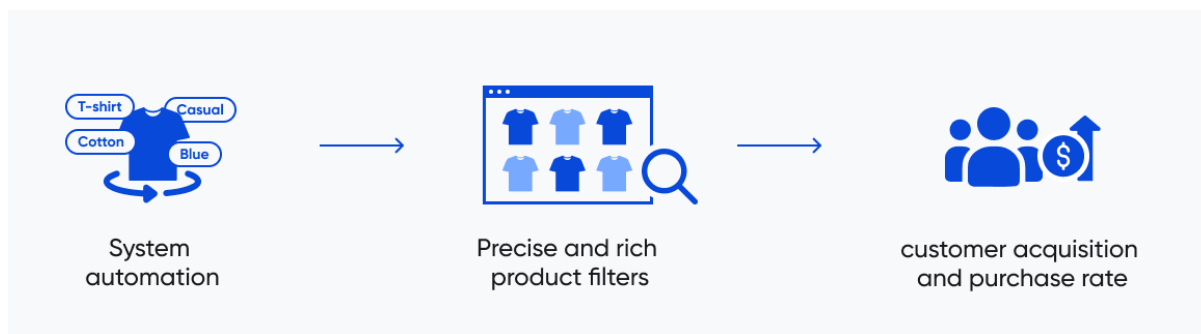 T-shirt
Casual
Cotton
Blue
$
System
automation
Precise and rich
product filters
customer acquisition
and purchase rate